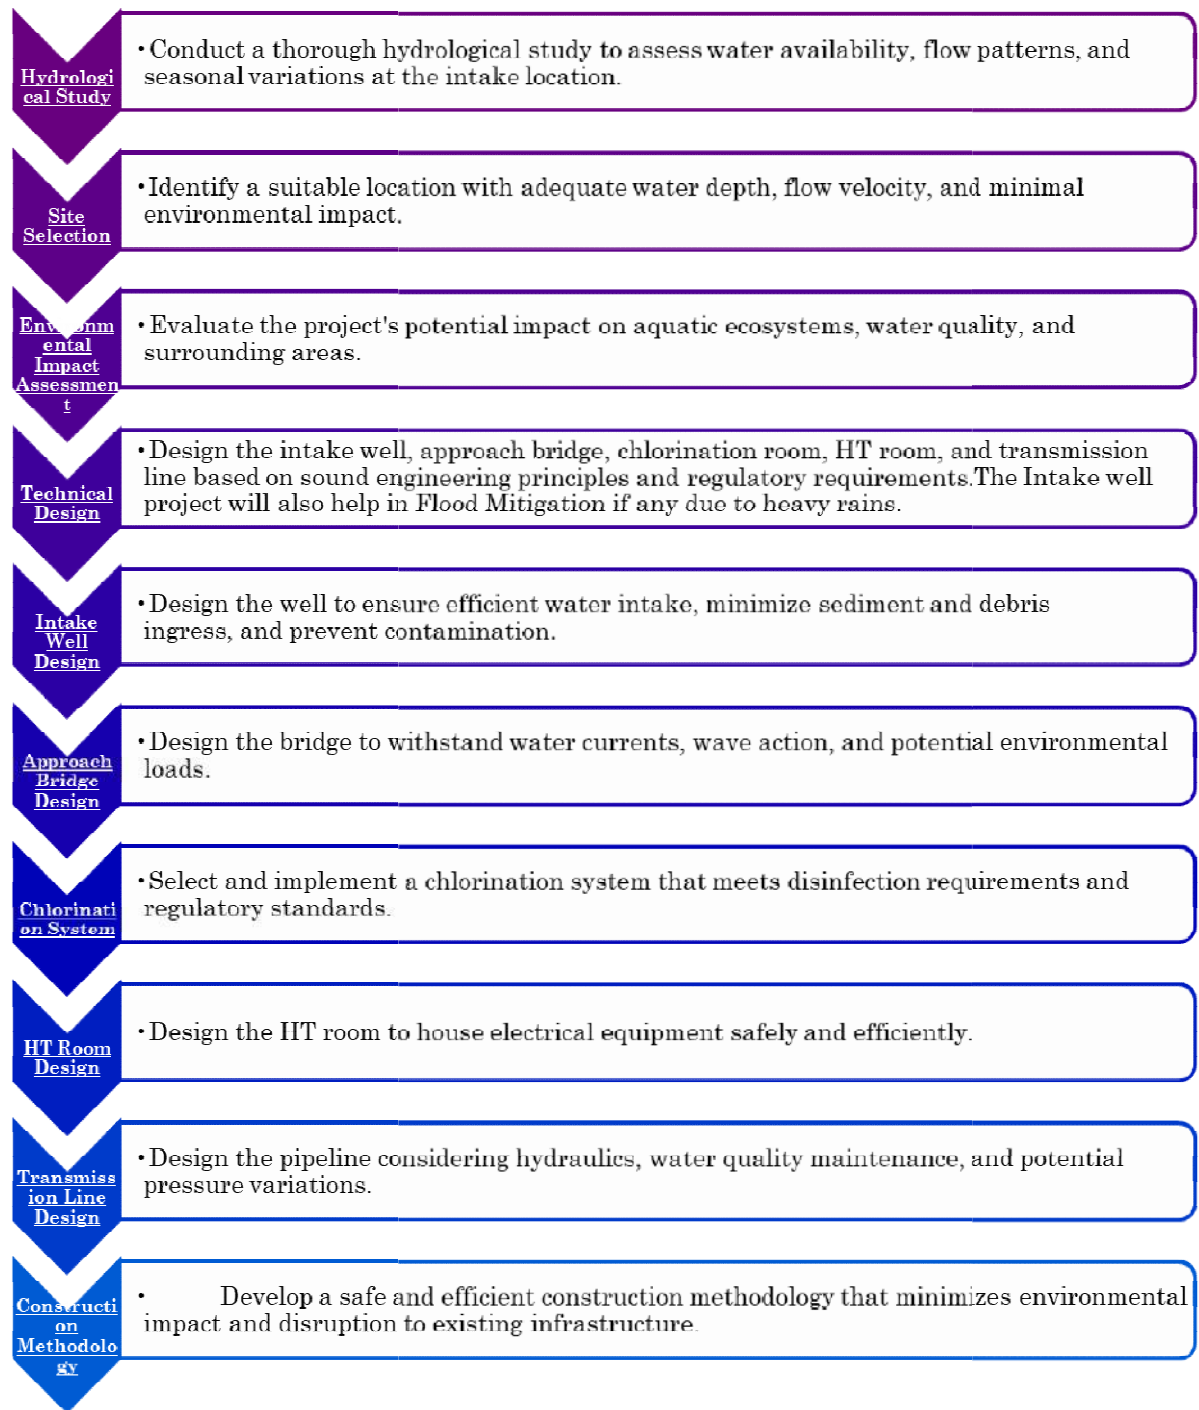 Hydrologi
cal Study
•Conduct a thorough hydrological study to assess water availability, flow patterns, and
seasonal variations at the intake location.
Site
Selection
•Identify a suitable location with adequate water depth, flow velocity, and minimal
environmental impact.
Environm
ental
Impact
Assessmen
t
•Evaluate the project's potential impact on aquatic ecosystems, water quality, and
surrounding areas.
Technical
Design
•Design the intake well, approach bridge, chlorination room, HT room, and transmission
line based on sound engineering principles and regulatory requirements.The Intake well
project will also help in Flood Mitigation if any due to heavy rains.
Intake
Well
Design
•Design the well to ensure efficient water intake, minimize sediment and debris
ingress, and prevent contamination.
Approach
Bridge
Design
•Design the bridge to withstand water currents, wave action, and potential environmental
loads.
Chlorinati
on System
•Select and implement a chlorination system that meets disinfection requirements and
regulatory standards.
HT Room
Design
•Design the HT room to house electrical equipment safely and efficiently.
Transmiss
ion Line
Design
•Design the pipeline considering hydraulics, water quality maintenance, and potential
pressure variations.
Constructi
on
Methodolo
gy
• Develop a safe and efficient construction methodology that minimizes environmental
impact and disruption to existing infrastructure.